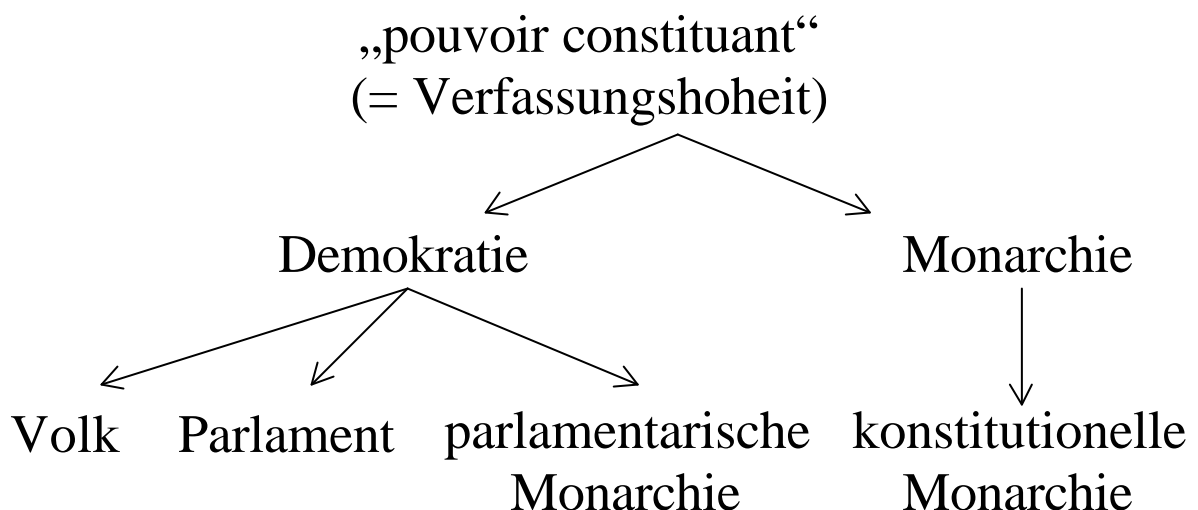 „pouvoir constituant“
(= Verfassungshoheit)
Demokratie
Monarchie
Volk
Parlament
parlamentarische
Monarchie
konstitutionelle
Monarchie